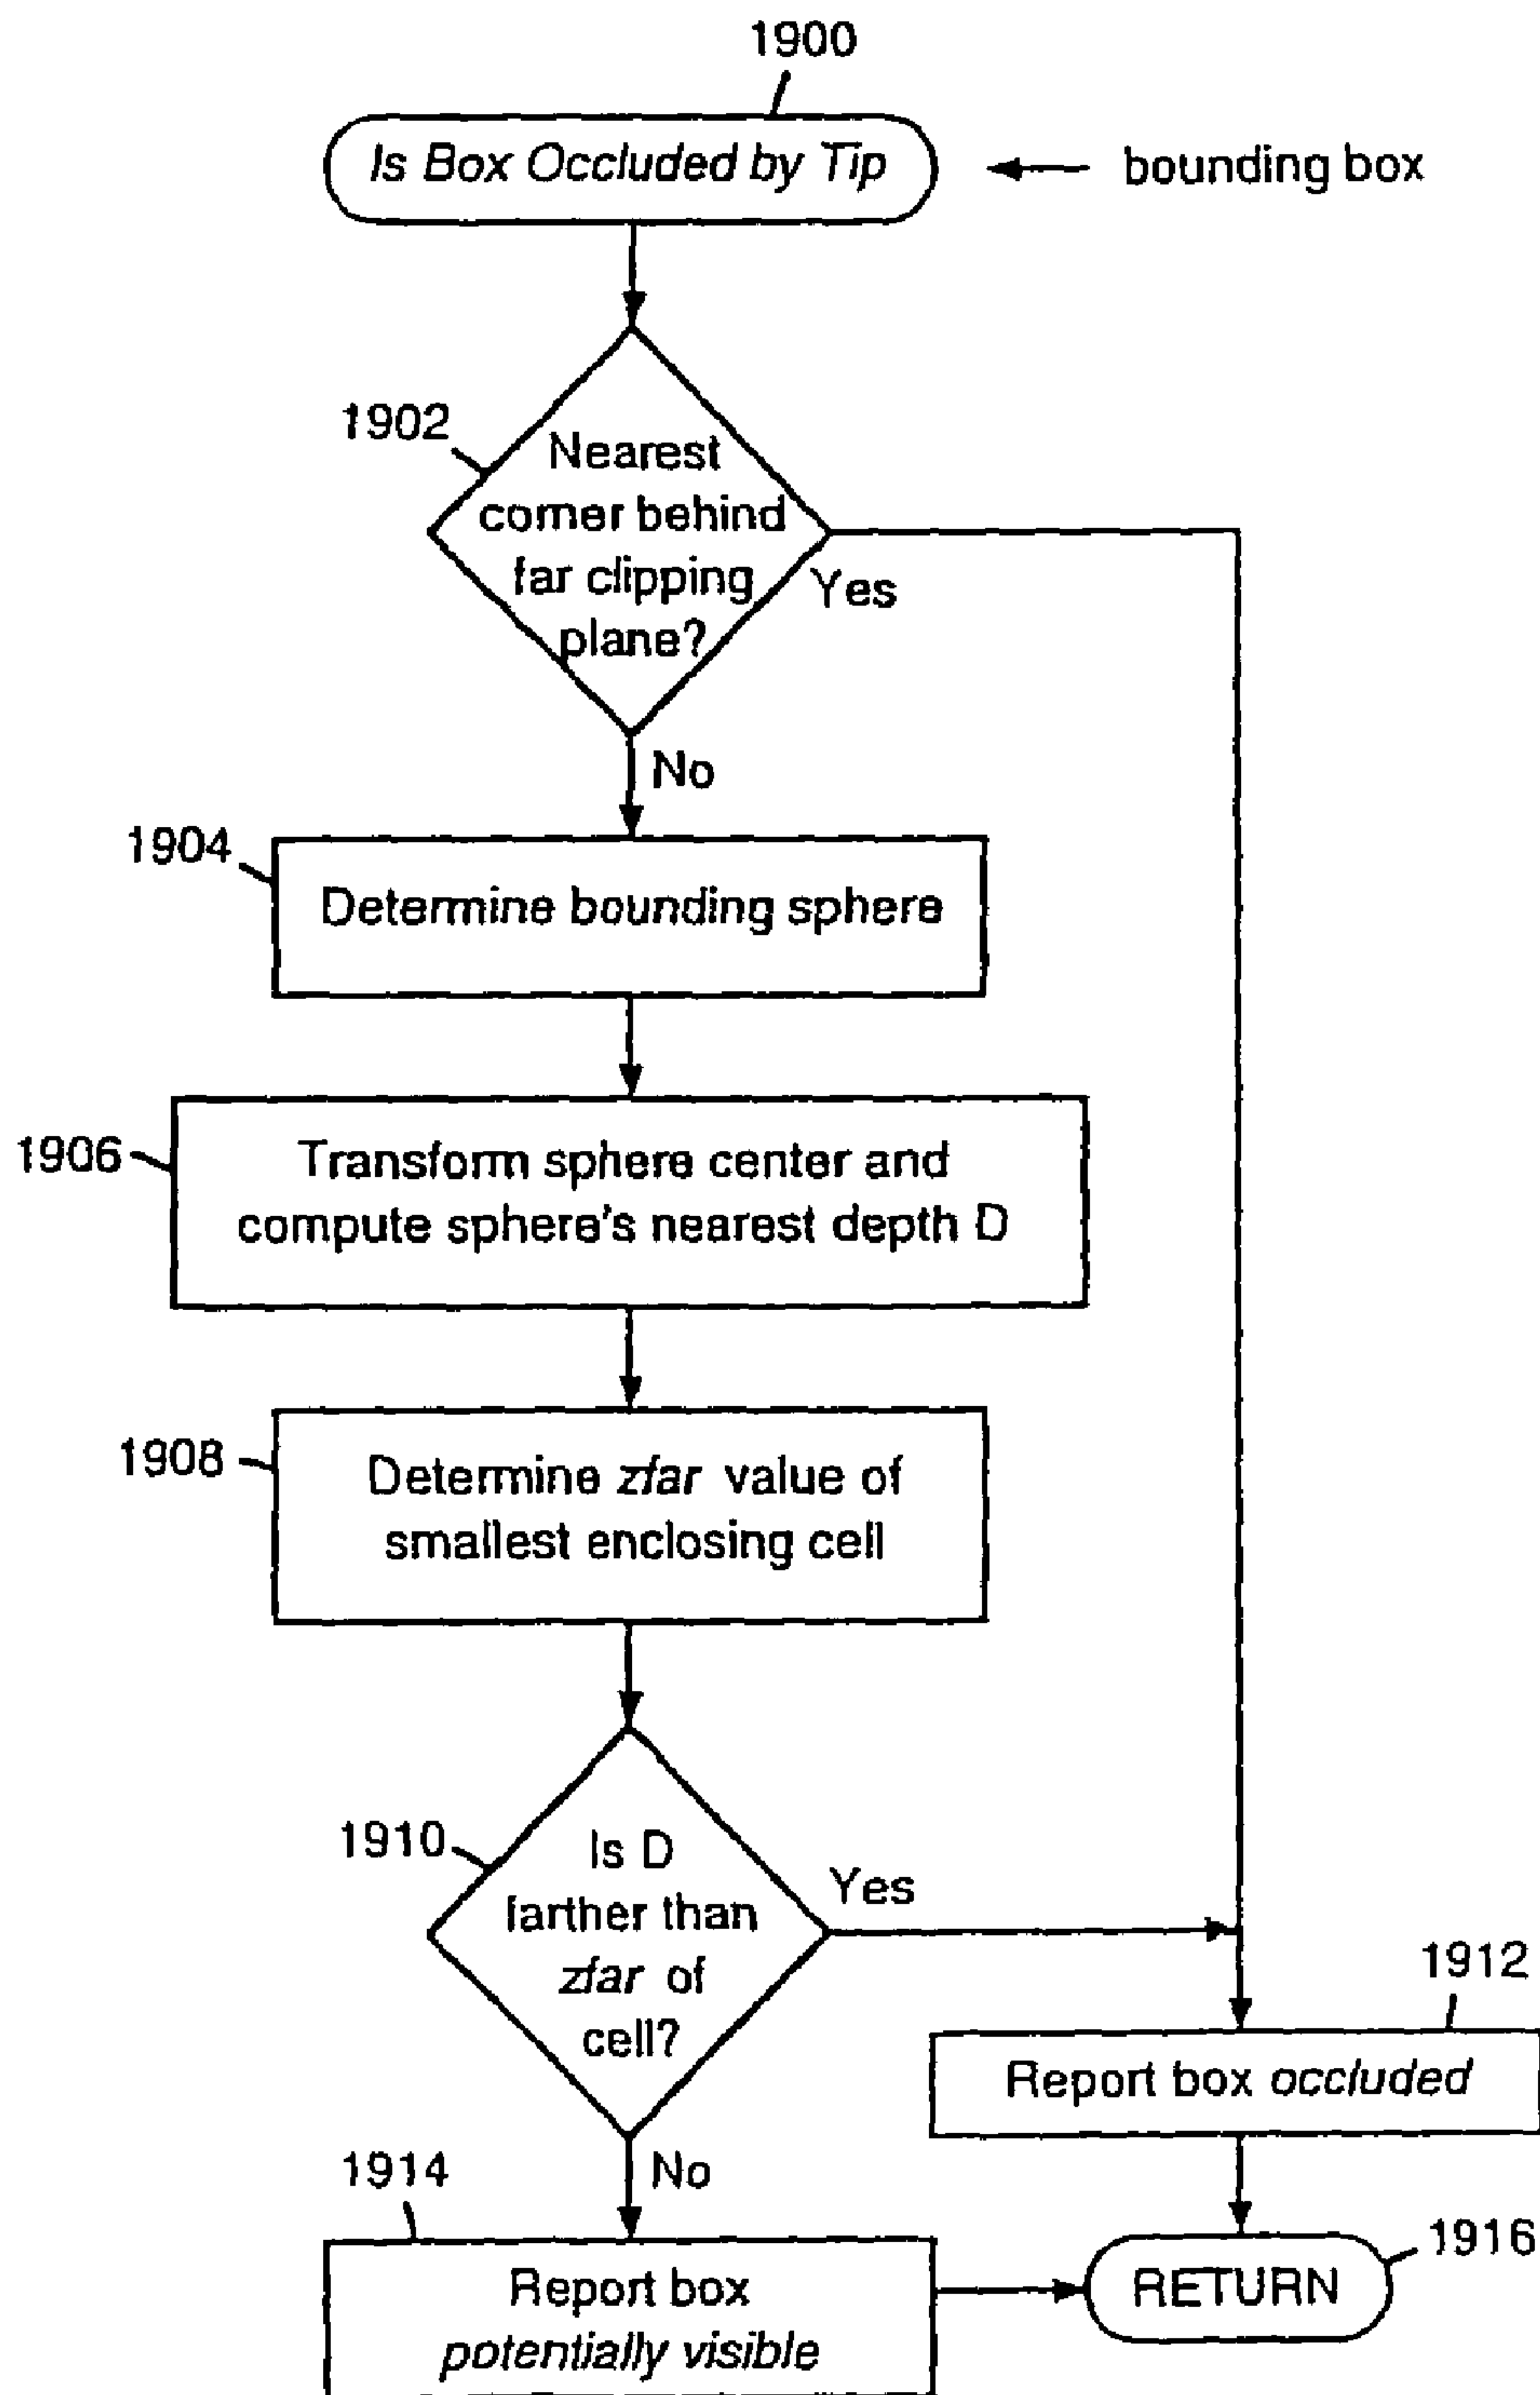 1900
Is Box Occluded by Tip
bounding box
1902
Nearest
corner behind
far clipping
plane?
Yes
No
1904
Determine bounding sphere
1906
Transform sphere center and
compute sphere's nearest depth D
1908
Determine zfar value of
smallest enclosing cell
1910
Is D
farther than
zfar of
cell?
Yes
1912
Report box occluded
No
1914
Report box
potentially visible
1916
RETURN